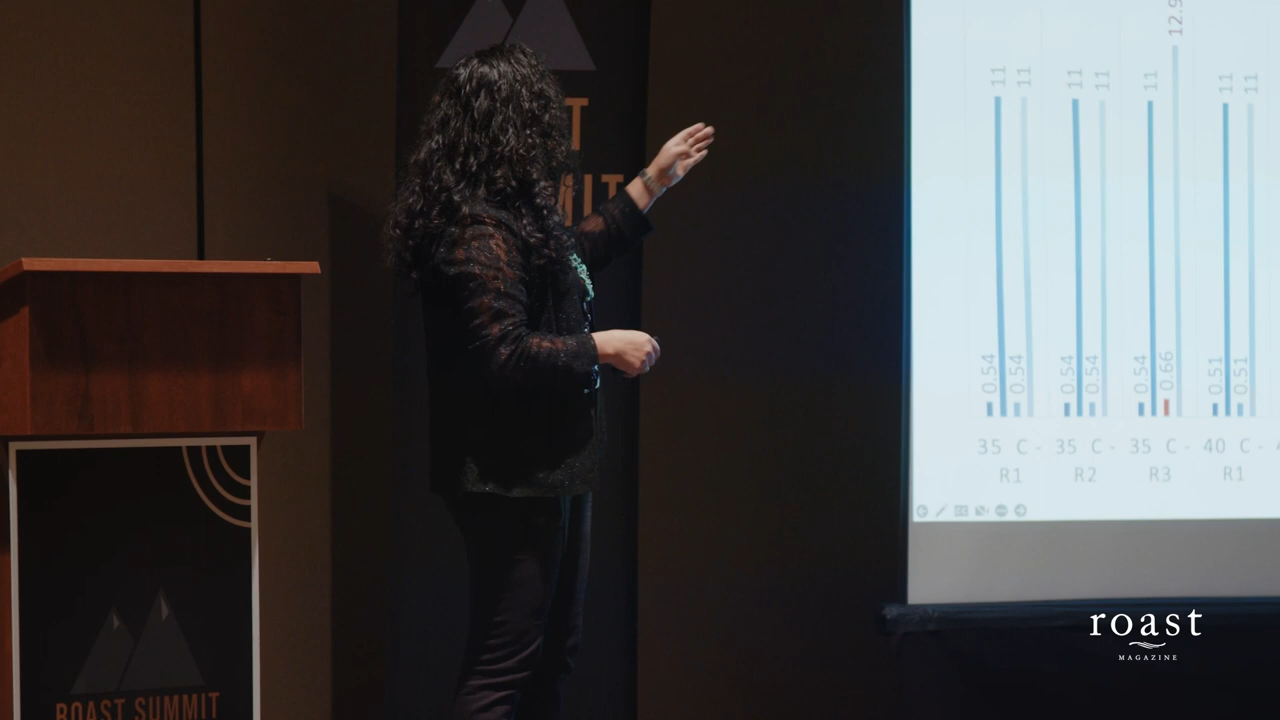 T
MIT
ROAST SUMMIT
12.9
11 11 11 11 11 11 11
0.54 0.54 0.54 0.54 0.54 0.66 0.51 0.51
35 C - 35 C - 35 C - 40 C -
R1 R2 R3 R1
roast
MAGAZINE